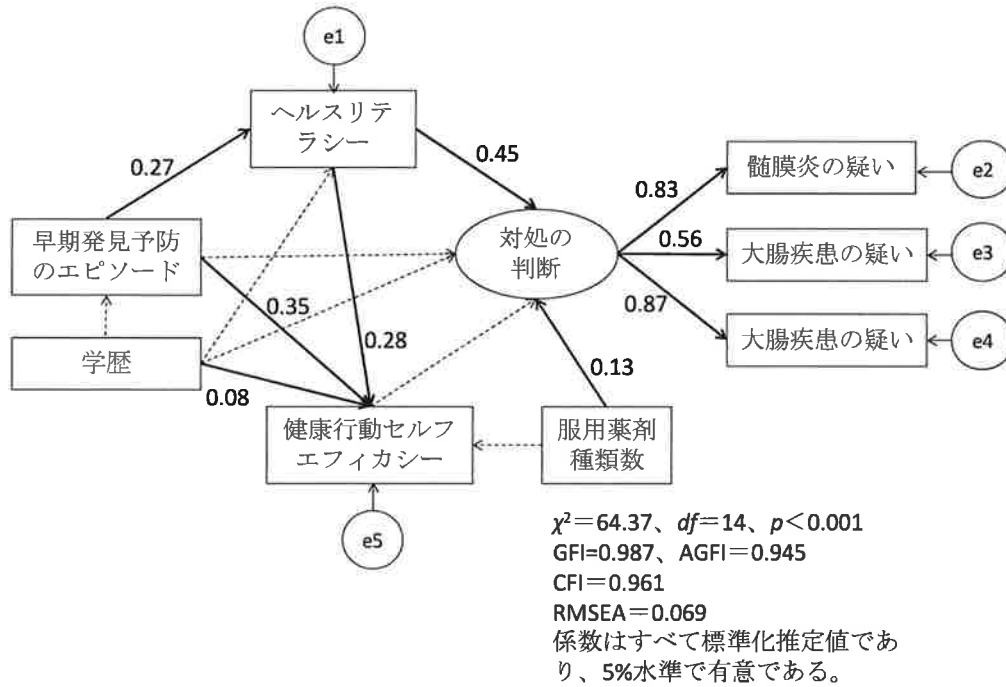 e1
ヘルスリテ
ラシー
0.27
0.45
0.83
髄膜炎の疑い
e2
早期発見予防
のエピソード
対処の
判断
0.56
大腸疾患の疑い
e3
0.35
0.87
学歴
0.28
大腸疾患の疑い
e4
0.08
0.13
健康行動セルフ
エフィカシー
服用薬剤
種類数
e5
χ²＝64.37、df＝14、p＜0.001
GFI=0.987、AGFI＝0.945
CFI＝0.961
RMSEA＝0.069
係数はすべて標準化推定値であ
り、5%水準で有意である。